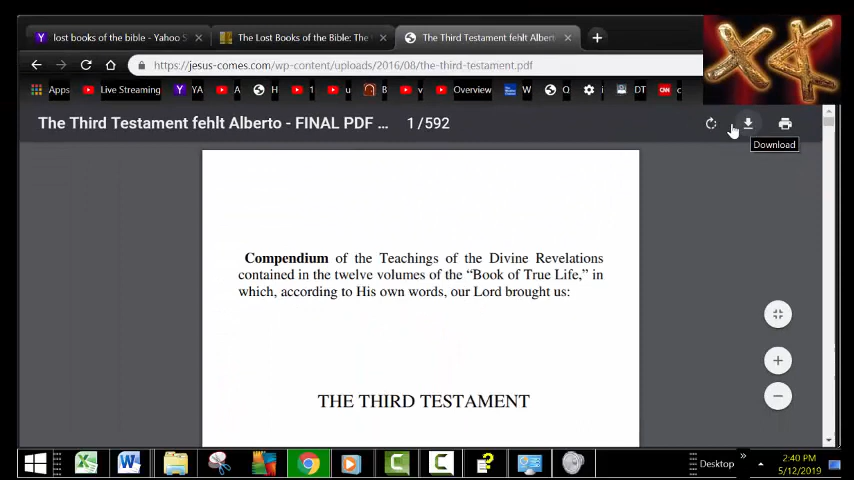 lost books of the bible - Yahoo S
The Lost Books of the Bible: The
The Third Testament fehlt Alberto
https://jesus-comes.com/wp-content/uploads/2016/08/the-third-testament.pdf
Apps Live Streaming YA A H 1 u B v Overview W Q i DT c
The Third Testament fehlt Alberto - FINAL PDF ... 1 / 592
Download
Compendium of the Teachings of the Divine Revelations
contained in the twelve volumes of the “Book of True Life,” in
which, according to His own words, our Lord brought us:
THE THIRD TESTAMENT
Desktop
2:40 PM
5/12/2019